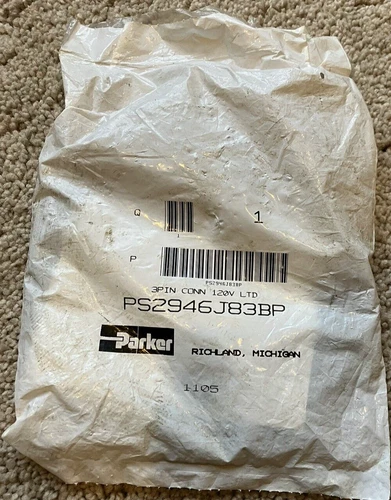 Q 1
P
PS2946J83BP
3PIN CONN 120V LTD
PS2946J83BP
Parker RICHLAND, MICHIGAN
1105